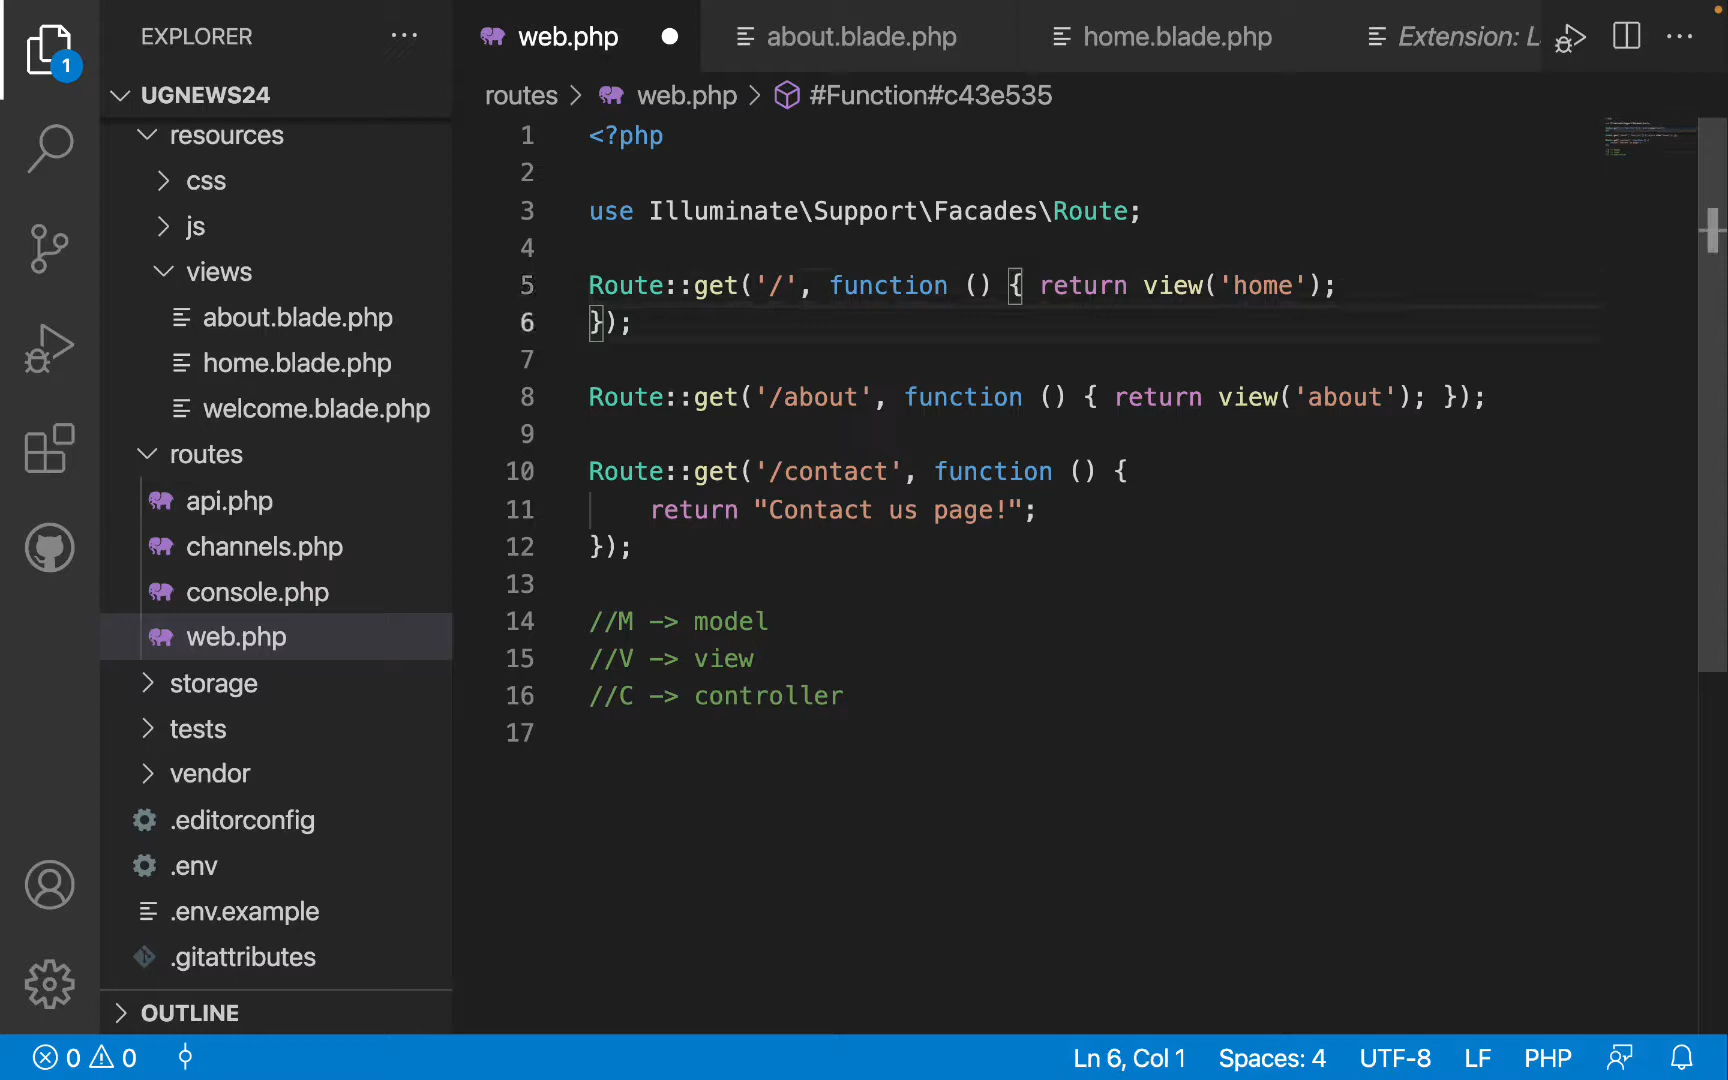 EXPLORER
web.php
about.blade.php
home.blade.php
Extension: L
1
UGNEWS24
routes
web.php
#Function#c43e535
resources
css
js
views
about.blade.php
home.blade.php
welcome.blade.php
routes
api.php
channels.php
console.php
web.php
storage
tests
vendor
.editorconfig
.env
.env.example
.gitattributes
OUTLINE
1 <?php
2
3 use Illuminate\Support\Facades\Route;
4
5 Route::get('/', function () { return view('home');
6 });
7
8 Route::get('/about', function () { return view('about'); });
9
10 Route::get('/contact', function () {
11 return "Contact us page!";
12 });
13
14 //M -> model
15 //V -> view
16 //C -> controller
17
0 0
Ln 6, Col 1 Spaces: 4 UTF-8 LF PHP